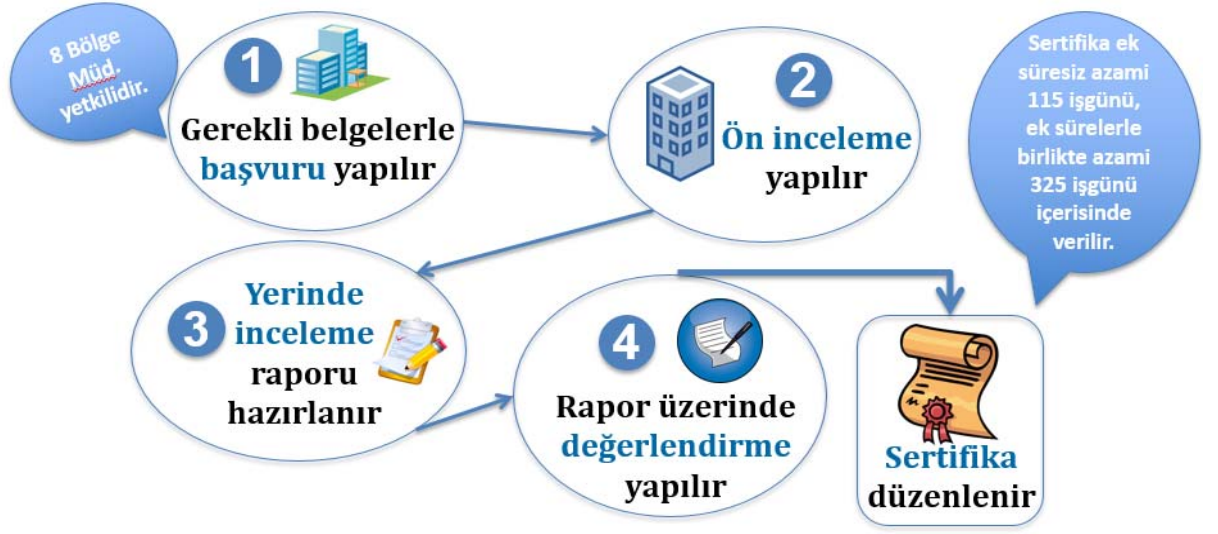 8 Bölge
Müd.
yetkilidir.
1
Gerekli belgelerle
başvuru yapılır
2
Ön inceleme
yapılır
Sertifika ek
süresiz azami
115 işgünü,
ek sürelerle
birlikte azami
325 işgünü
içerisinde
verilir.
3
Yerinde
inceleme
raporu
hazırlanır
4
Rapor üzerinde
değerlendirme
yapılır
Sertifika
düzenlenir